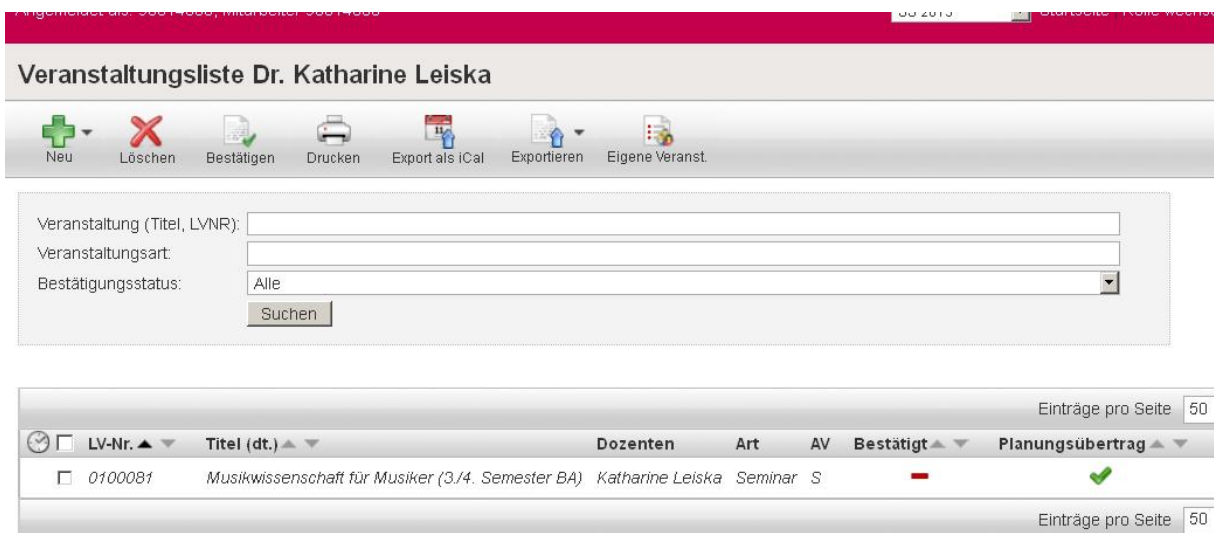 Veranstaltungsliste Dr. Katharine Leiska
Neu Löschen Bestätigen Drucken Export als iCal Exportieren Eigene Veranst.
Veranstaltung (Titel, LVNR):
Veranstaltungsart:
Bestätigungsstatus: Alle
Suchen
Einträge pro Seite 50
LV-Nr. Titel (dt.) Dozenten Art AV Bestätigt Planungsübertrag
0100081 Musikwissenschaft für Musiker (3./4. Semester BA) Katharine Leiska Seminar S
Einträge pro Seite 50